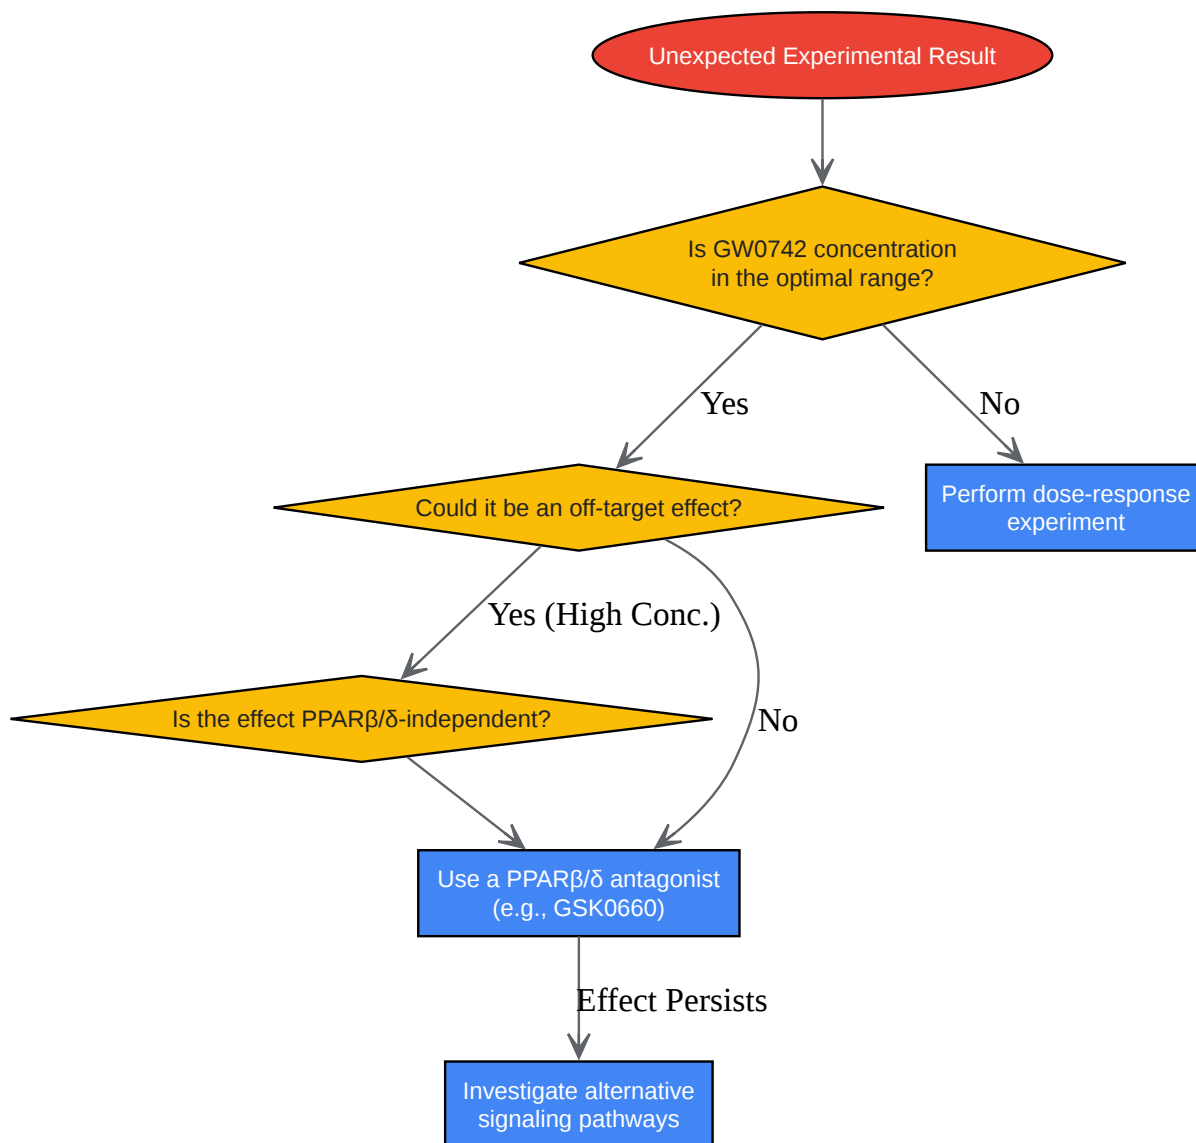 Unexpected Experimental Result
Is GW0742 concentration
in the optimal range?
Yes
No
Could it be an off-target effect?
Perform dose-response
experiment
Yes (High Conc.)
Is the effect PPARβ/δ-independent?
No
Use a PPARβ/δ antagonist
(e.g., GSK0660)
Effect Persists
Investigate alternative
signaling pathways